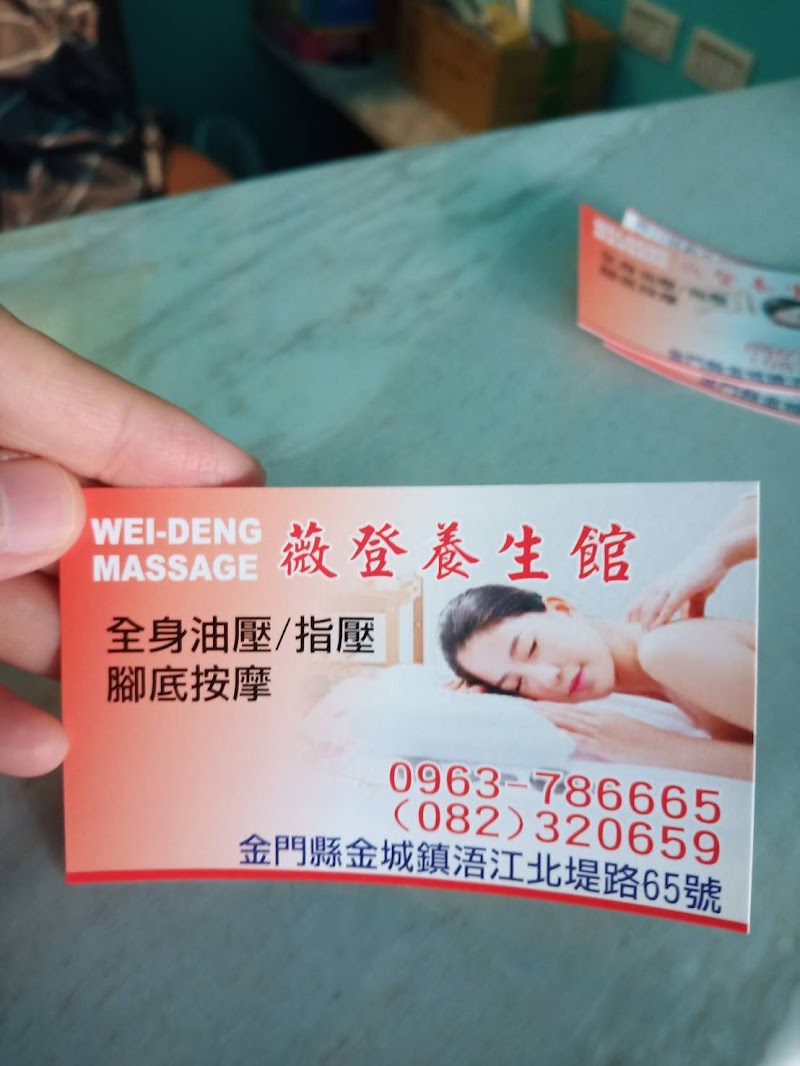 WEI-DENG
MASSAGE
薇登養生館
全身油壓/指壓
腳底按摩
0963-786665
(082)320659
金門縣金城鎮浯江北堤路65號